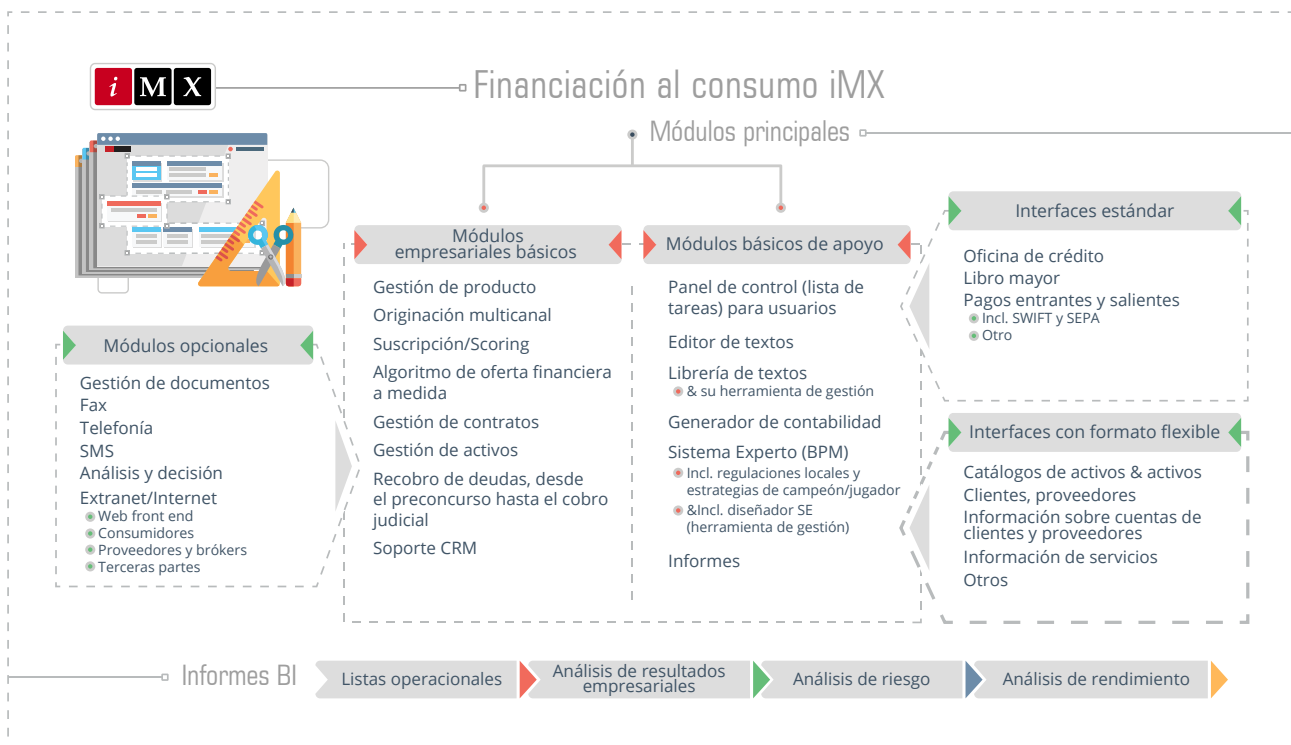 iMX
Financiación al consumo iMX
Módulos principales
Módulos
empresariales básicos
Gestión de producto
Originación multicanal
Suscripción/Scoring
Algoritmo de oferta financiera
a medida
Gestión de contratos
Gestión de activos
Recobro de deudas, desde
el preconcurso hasta el cobro
judicial
Soporte CRM
Módulos básicos de apoyo
Panel de control (lista de
tareas) para usuarios
Editor de textos
Librería de textos
& su herramienta de gestión
Generador de contabilidad
Sistema Experto (BPM)
Incl. regulaciones locales y
estrategias de campeón/jugador
&Incl. diseñador SE
(herramienta de gestión)
Informes
Módulos opcionales
Gestión de documentos
Fax
Telefonía
SMS
Análisis y decisión
Extranet/Internet
Web front end
Consumidores
Proveedores y brókers
Terceras partes
Interfaces estándar
Oficina de crédito
Libro mayor
Pagos entrantes y salientes
Incl. SWIFT y SEPA
Otro
Interfaces con formato flexible
Catálogos de activos & activos
Clientes, proveedores
Información sobre cuentas de
clientes y proveedores
Información de servicios
Otros
Informes BI
Listas operacionales
Análisis de resultados
empresariales
Análisis de riesgo
Análisis de rendimiento